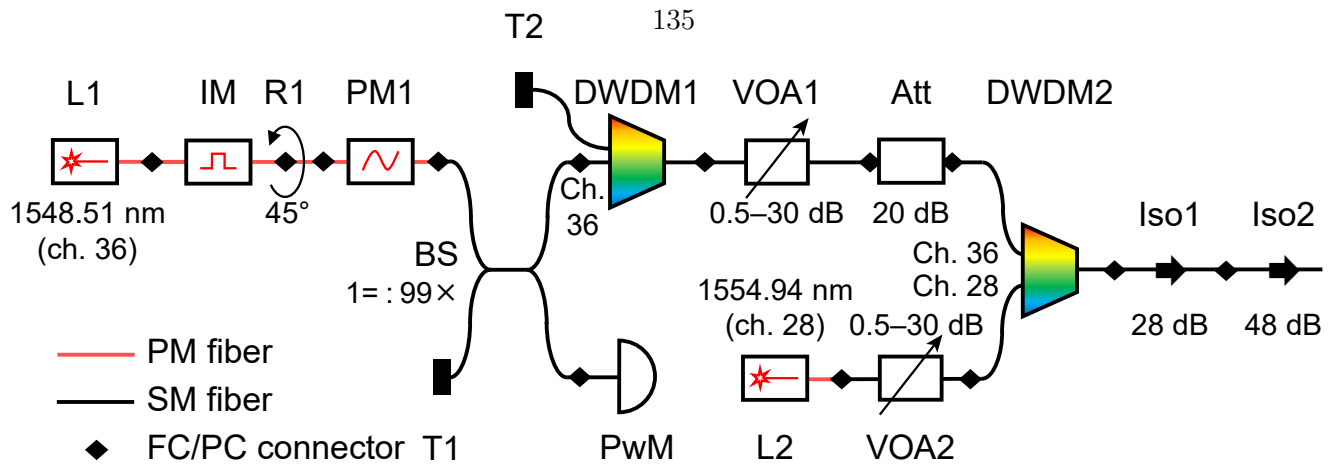 135
T2
L1 IM R1 PM1 DWDM1 VOA1 Att DWDM2
1548.51 nm
(ch. 36)
45°
Ch.
36
0.5–30 dB
20 dB
BS
1= : 99×
Ch. 36
Ch. 28
Iso1 Iso2
1554.94 nm
(ch. 28)
0.5–30 dB
28 dB 48 dB
PM fiber
SM fiber
FC/PC connector
T1 PwM L2 VOA2